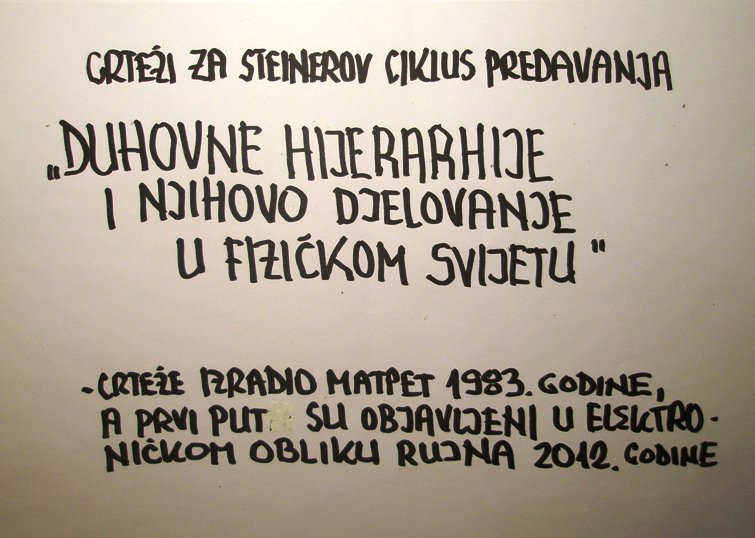 CRTEŽI ZA STEINEROV CIKLUS PREDAVANJA
„DUHOVNE HIJERARHIJE
I NJIHOVO DJELOVANJE
U FIZIČKOM SVIJETU"
- CRTEŽE IZRADIO MATPET 1983. GODINE,
A PRVI PUT SU OBJAVLJENI U ELEKTRO-
NIČKOM OBLIKU RUJNA 2012. GODINE